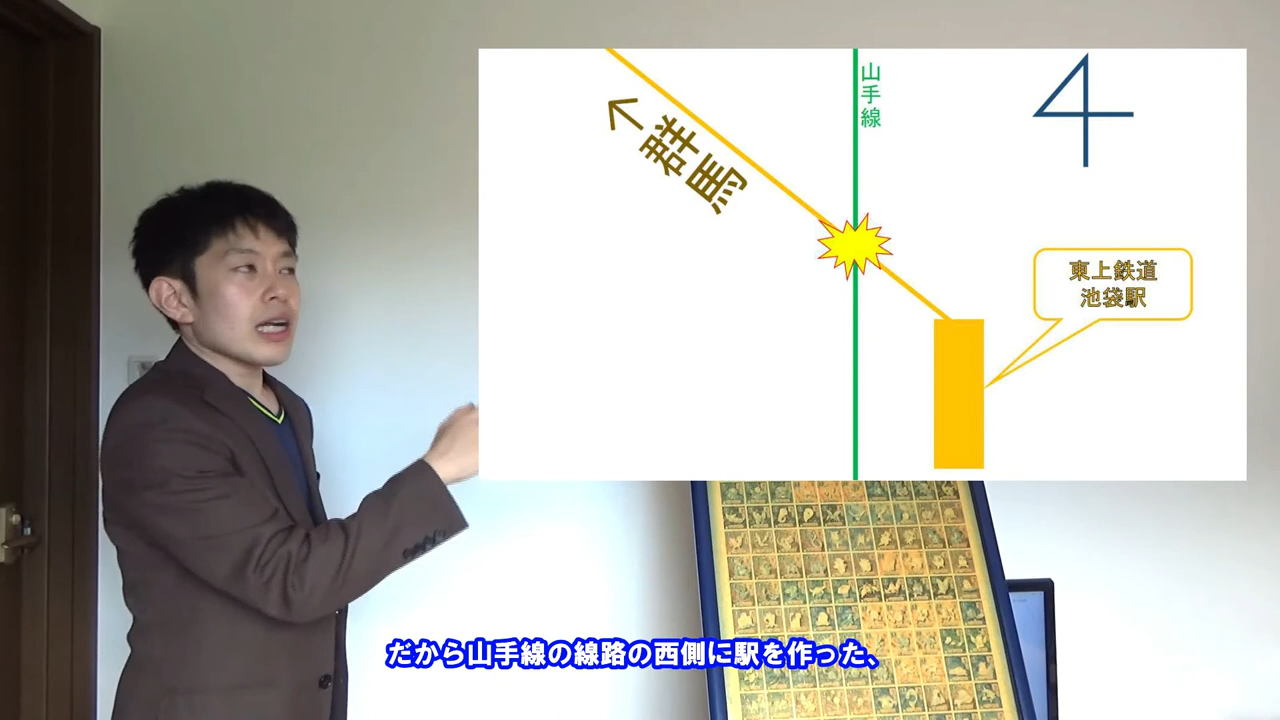 山手線
↑群馬
東上鉄道
池袋駅
だから山手線の線路の西側に駅を作った、